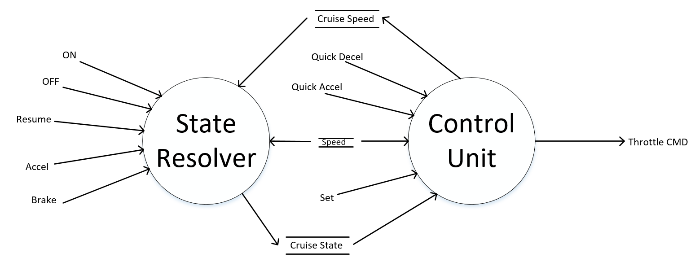 Cruise Speed
ON
OFF
Resume
Accel
Brake
State
Resolver
Quick Decel
Quick Accel
Speed
Set
Cruise State
Control
Unit
Throttle CMD